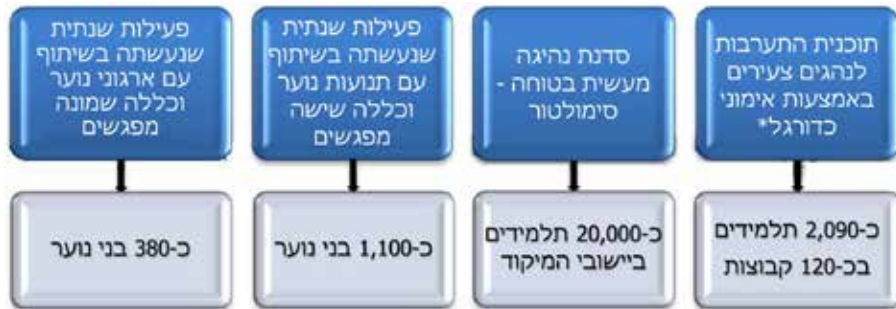 תוכנית התערבות
לנהגים צעירים
באמצעות אימוני
כדורגל*
כ-2,090 תלמידים
בכ-120 קבוצות
סדנת נהיגה
מעשית בטוחה -
סימולטור
כ-20,000 תלמידים
ביישובי המיקוד
פעילות שנתית
שנעשתה בשיתוף
עם תנועות נוער
וכללה שישה
מפגשים
כ-1,100 בני נוער
פעילות שנתית
שנעשתה בשיתוף
עם ארגוני נוער
וכללה שמונה
מפגשים
כ-380 בני נוער